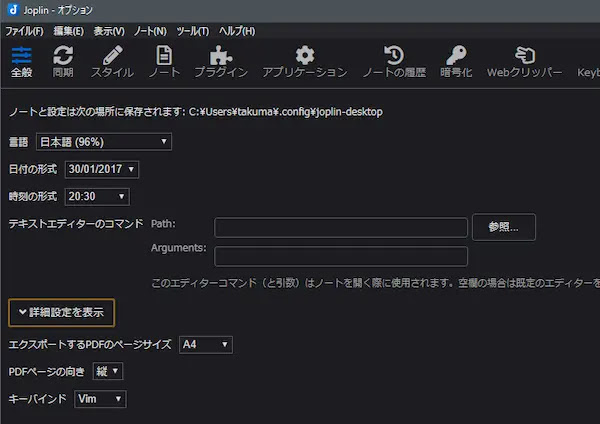 Joplin - オプション
ファイル(F) 編集(E) 表示(V) ノート(N) ツール(T) ヘルプ(H)
全般 同期 スタイル ノート プラグイン アプリケーション ノートの履歴 暗号化 Webクリッパー Keyb
ノートと設定は次の場所に保存されます: C:¥Users¥takuma¥.config¥joplin-desktop
言語 日本語 (96%)
日付の形式 30/01/2017
時刻の形式 20:30
テキストエディターのコマンド Path: 参照...
Arguments:
このエディターコマンド（と引数）はノートを開く際に使用されます。空欄の場合は既定のエディターを
詳細設定を表示
エクスポートするPDFのページサイズ A4
PDFページの向き 縦
キーバインド Vim